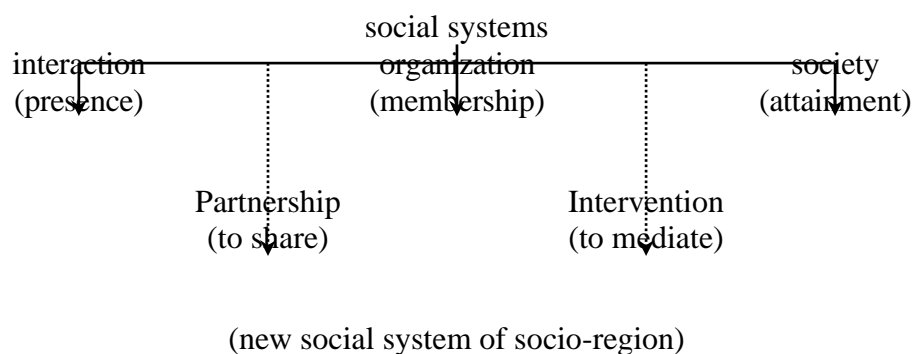 social systems
interaction organization society
(presence) (membership) (attainment)
Partnership Intervention
(to share) (to mediate)
(new social system of socio-region)